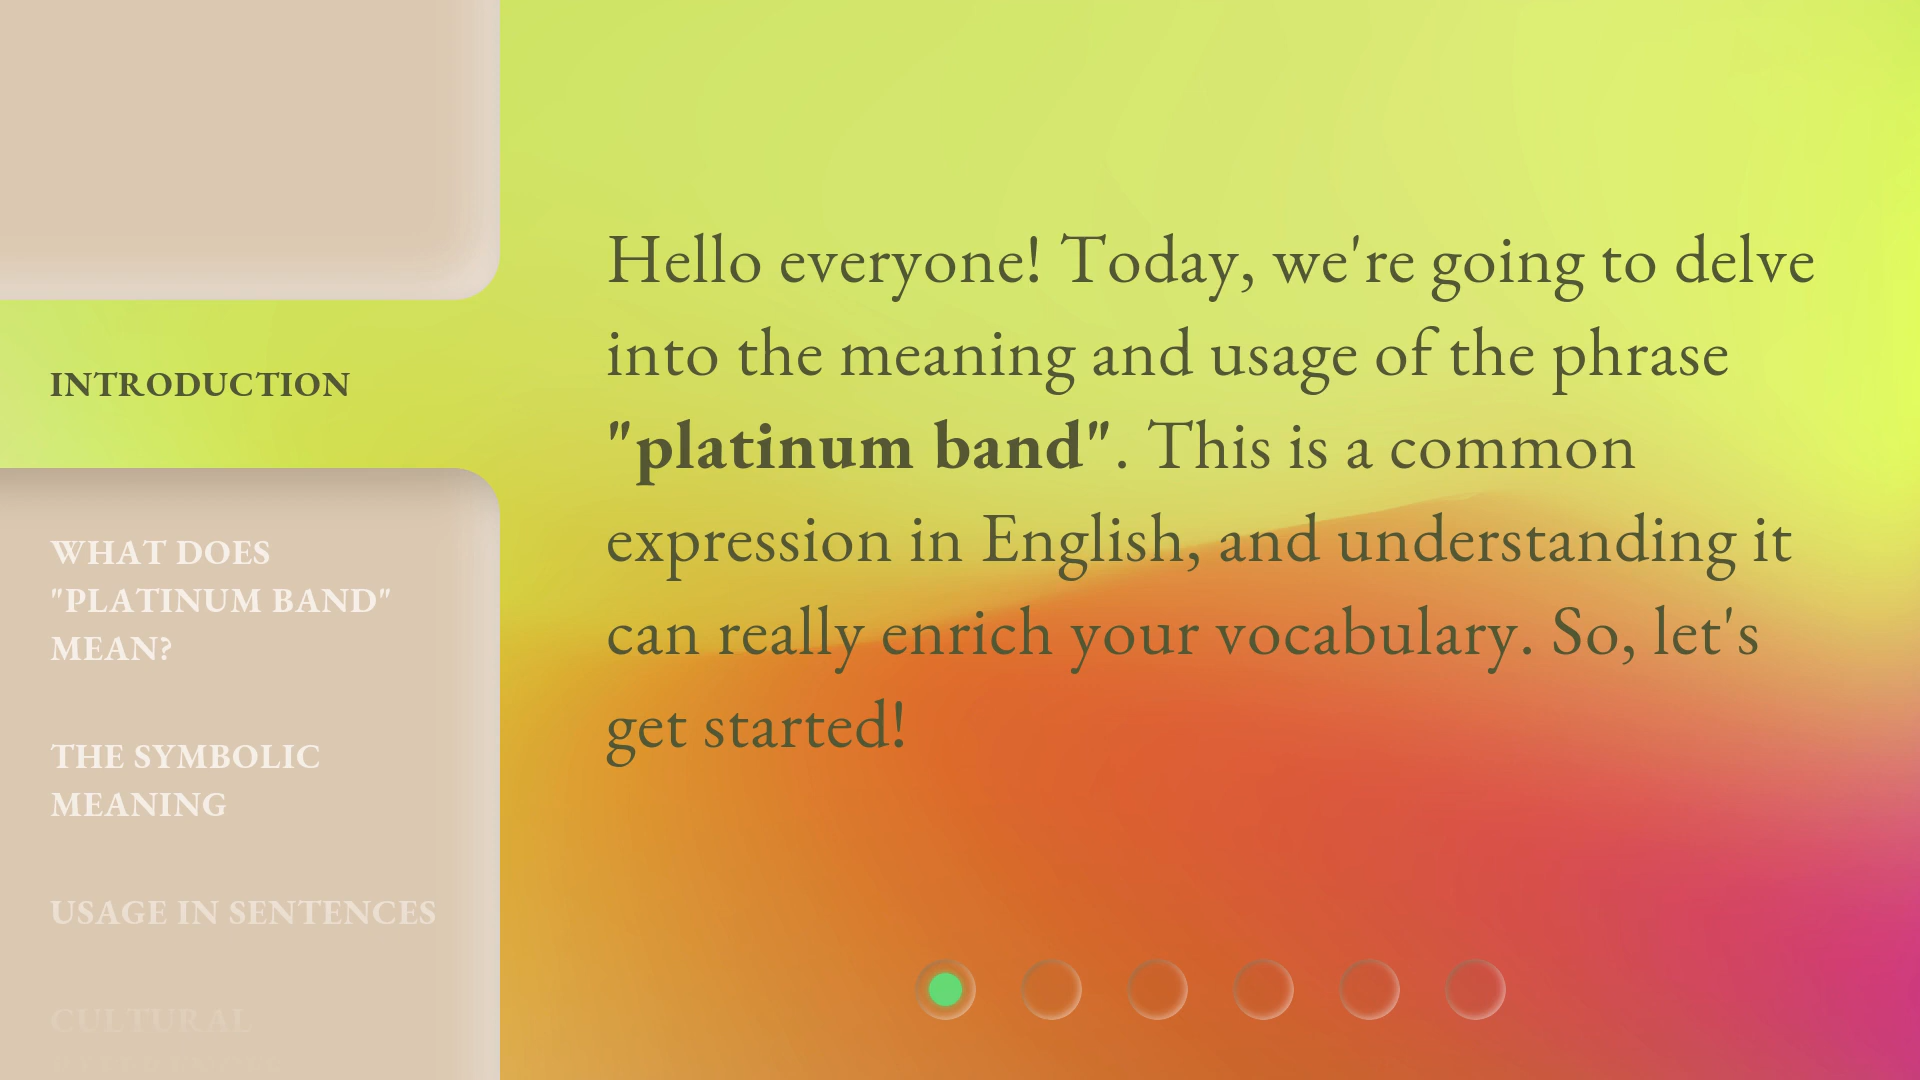 INTRODUCTION
WHAT DOES
"PLATINUM BAND"
MEAN?
THE SYMBOLIC
MEANING
USAGE IN SENTENCES
CULTURAL
Hello everyone! Today, we're going to delve
into the meaning and usage of the phrase
"platinum band". This is a common
expression in English, and understanding it
can really enrich your vocabulary. So, let's
get started!